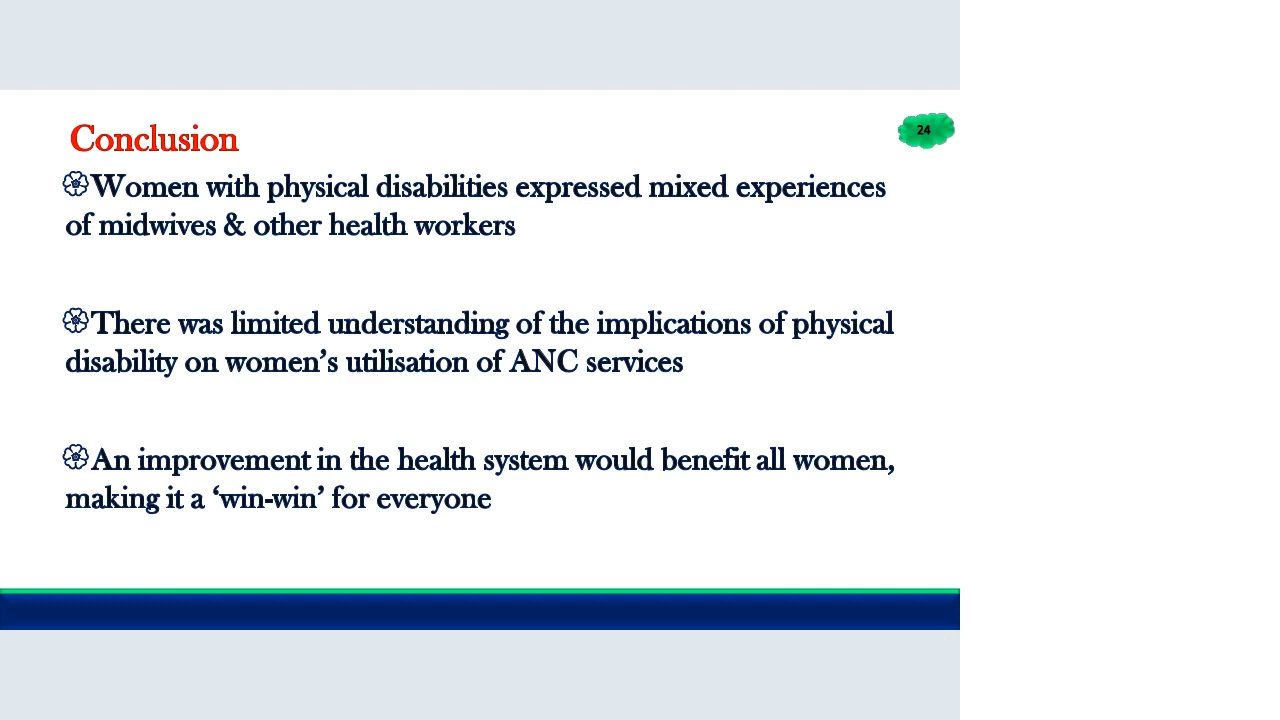 Conclusion
24
Women with physical disabilities expressed mixed experiences
of midwives & other health workers
There was limited understanding of the implications of physical
disability on women’s utilisation of ANC services
An improvement in the health system would benefit all women,
making it a ‘win-win’ for everyone